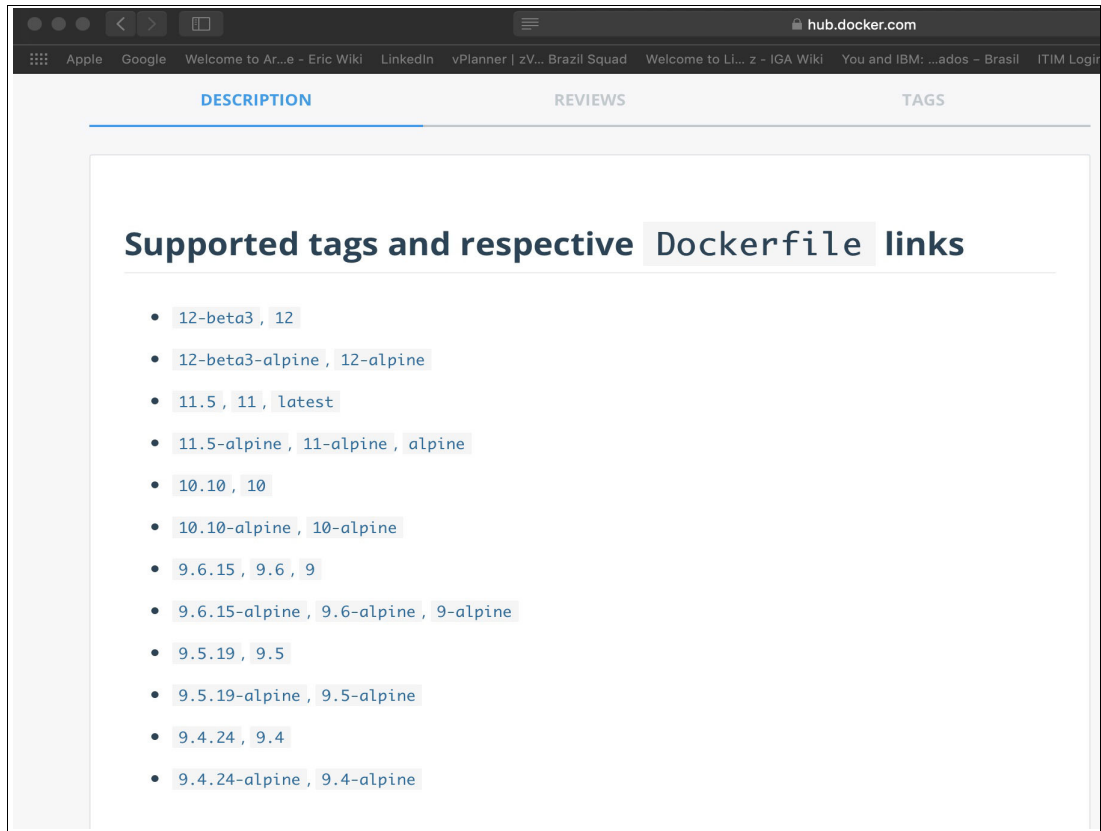 hub.docker.com
Apple Google Welcome to Ar...e - Eric Wiki LinkedIn vPlanner | zV... Brazil Squad Welcome to Li... z - IGA Wiki You and IBM: ...ados – Brasil ITIM Login
DESCRIPTION REVIEWS TAGS
Supported tags and respective Dockerfile links
• 12-beta3 , 12
• 12-beta3-alpine , 12-alpine
• 11.5 , 11 , latest
• 11.5-alpine , 11-alpine , alpine
• 10.10 , 10
• 10.10-alpine , 10-alpine
• 9.6.15 , 9.6 , 9
• 9.6.15-alpine , 9.6-alpine , 9-alpine
• 9.5.19 , 9.5
• 9.5.19-alpine , 9.5-alpine
• 9.4.24 , 9.4
• 9.4.24-alpine , 9.4-alpine